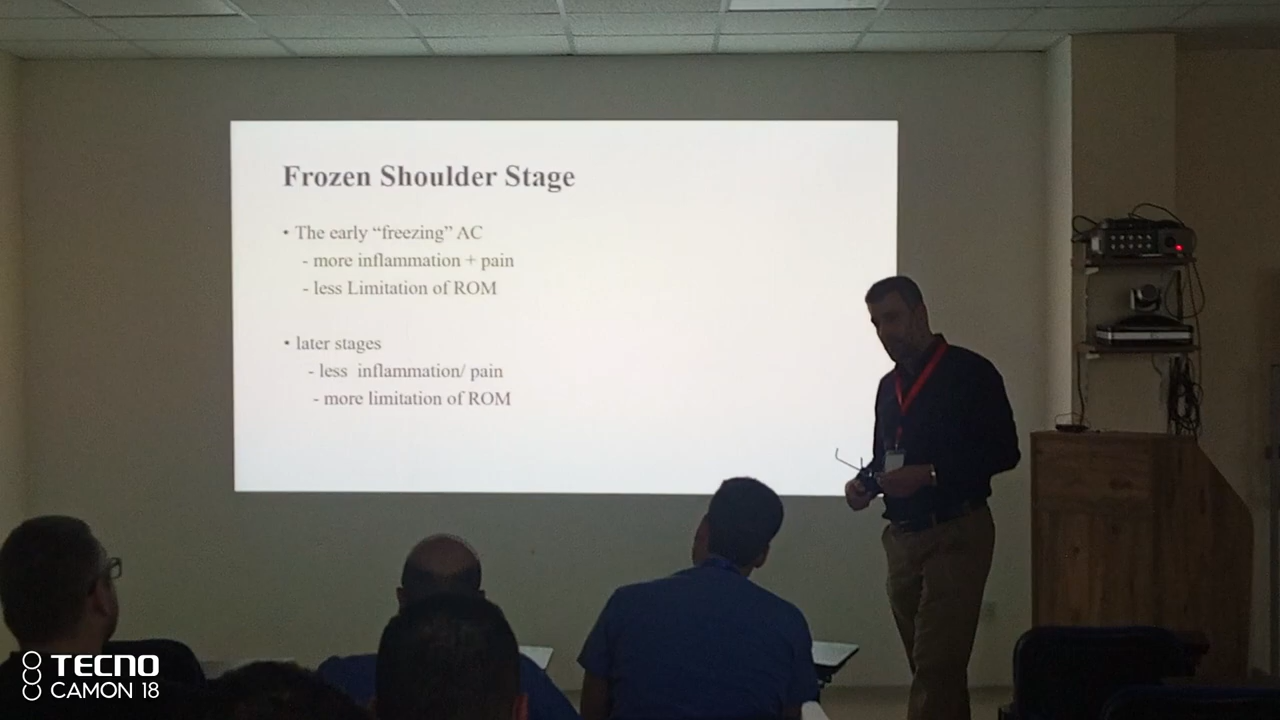 Frozen Shoulder Stage
• The early “freezing” AC
- more inflammation + pain
- less Limitation of ROM
• later stages
- less inflammation/ pain
- more limitation of ROM
TECNO
CAMON 18